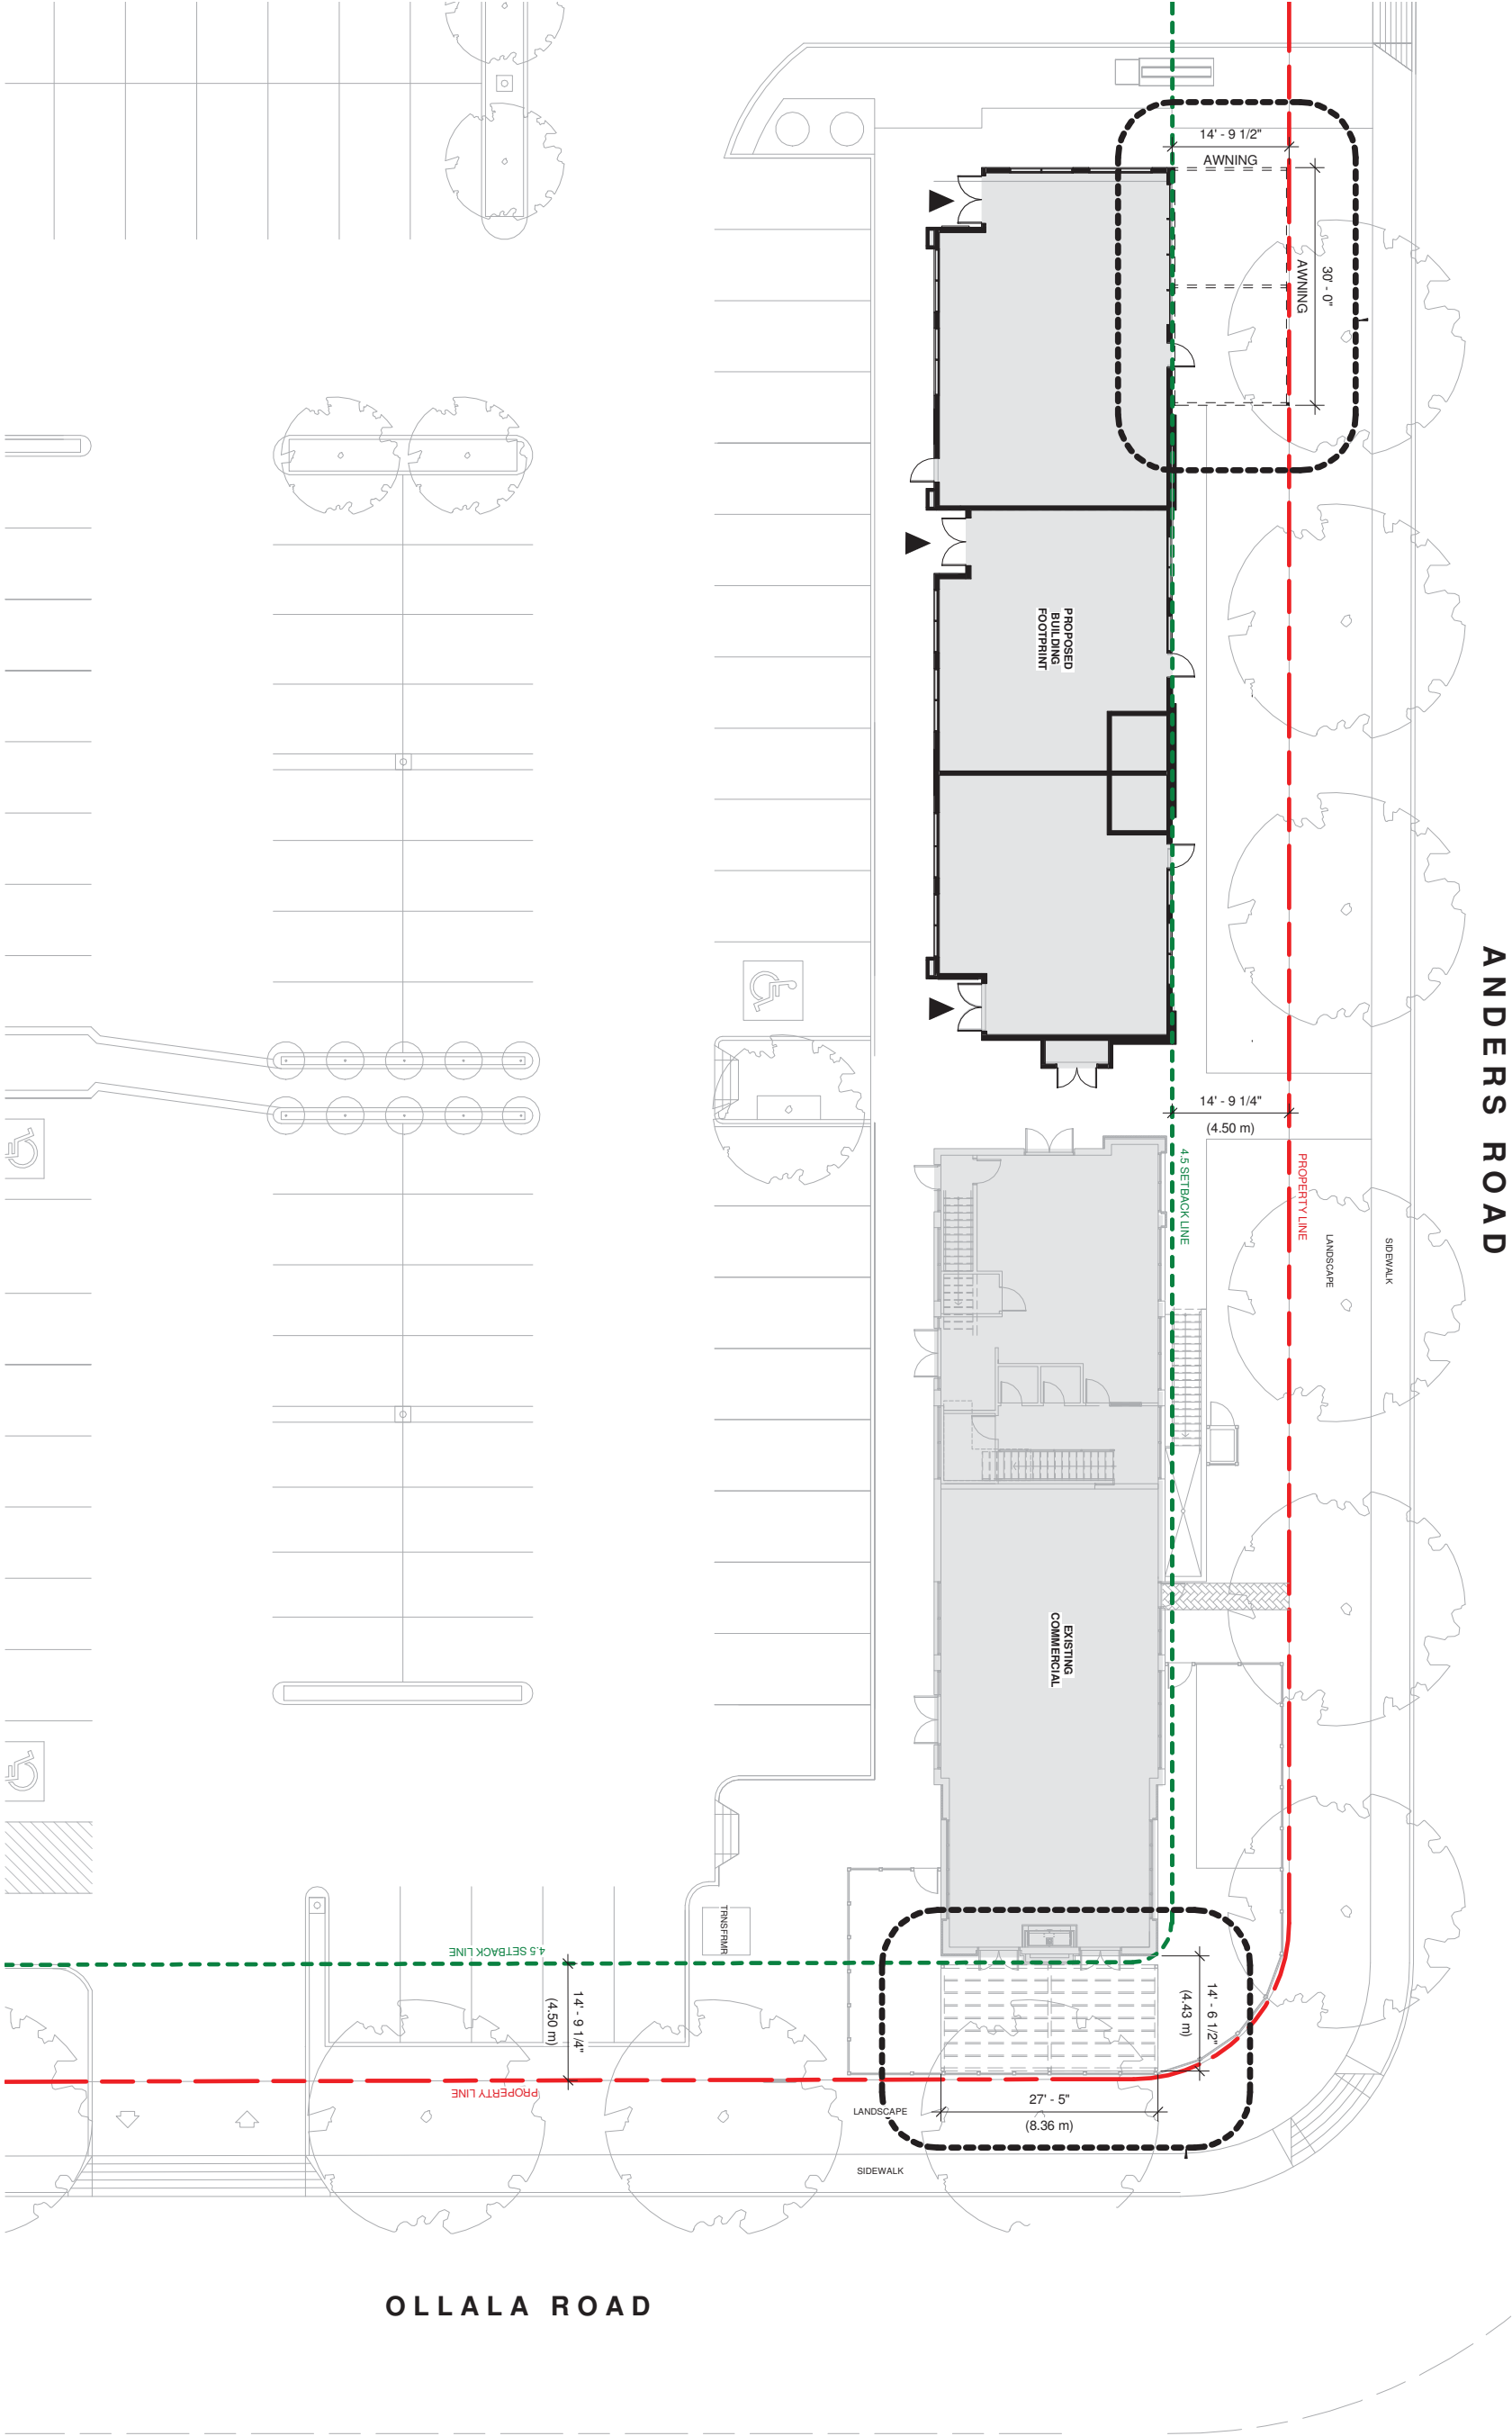 14' - 9 1/2"
AWNING
30' - 0"
AWNING
PROPOSED
BUILDING
FOOTPRINT
ANDERS ROAD
14' - 9 1/4"
(4.50 m)
4.5 SETBACK LINE
PROPERTY LINE
LANDSCAPE
SIDEWALK
EXISTING
COMMERCIAL
TRNSFRMR
4.5 SETBACK LINE
14' - 9 1/4"
(4.50 m)
14' - 6 1/2"
(4.43 m)
PROPERTY LINE
27' - 5"
(8.36 m)
LANDSCAPE
SIDEWALK
OLLALA ROAD